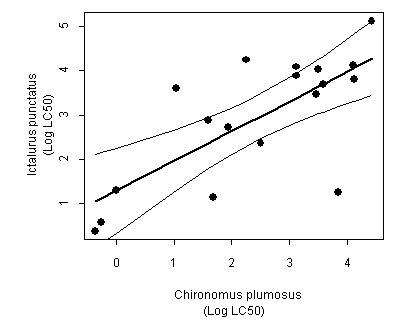 Ictalurus punctatus
(Log LC50)
5
4
3
2
1
0 1 2 3 4
Chironomus plumosus
(Log LC50)